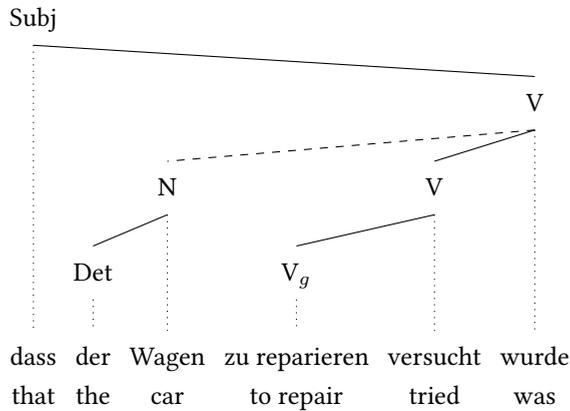 Subj
V
N V
Det V_g
dass der Wagen zu reparieren versucht wurde
that the car to repair tried was